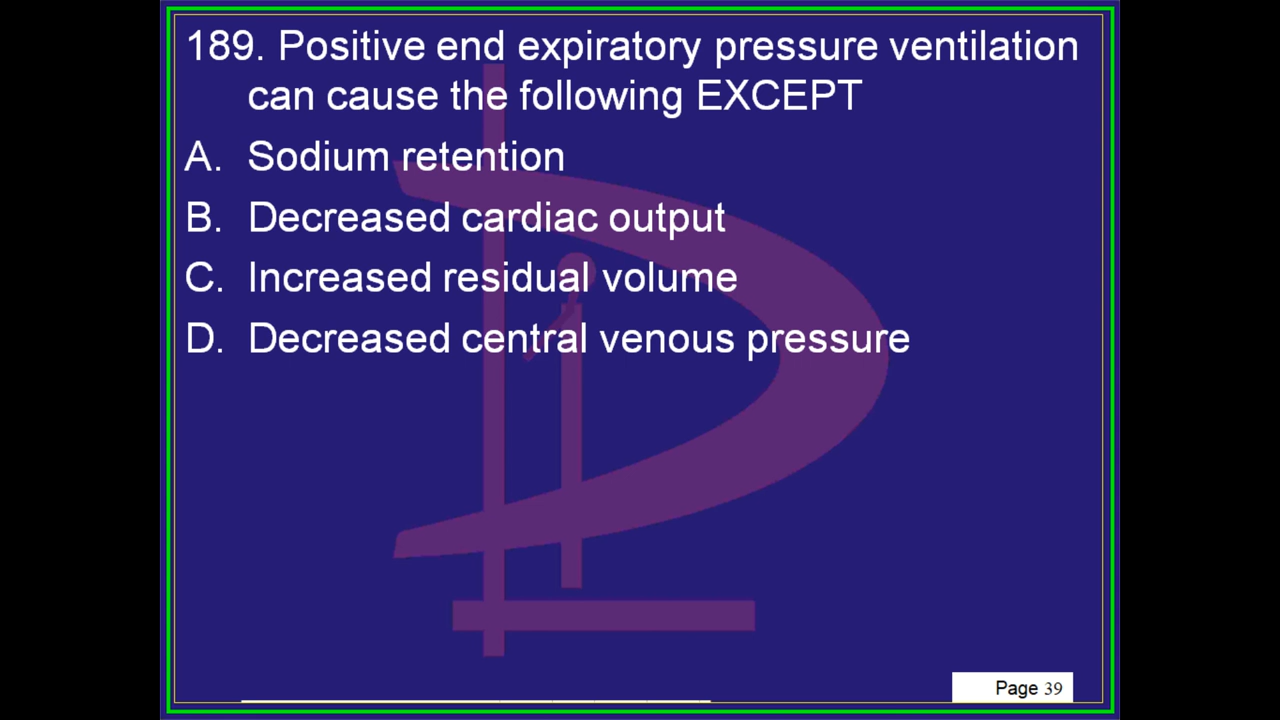 189. Positive end expiratory pressure ventilation
can cause the following EXCEPT
A. Sodium retention
B. Decreased cardiac output
C. Increased residual volume
D. Decreased central venous pressure
Page 39